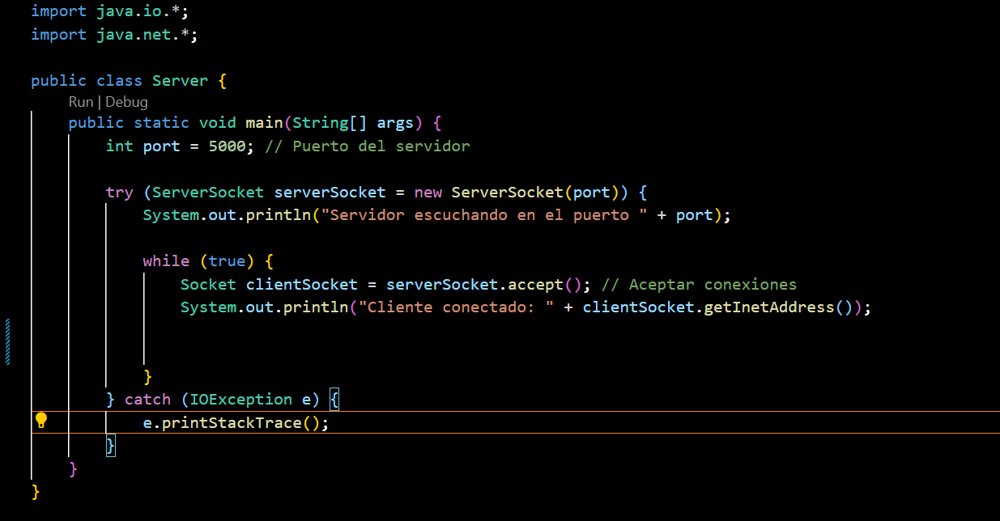 import java.io.*;
import java.net.*;
public class Server {
Run | Debug
public static void main(String[] args) {
int port = 5000; // Puerto del servidor
try (ServerSocket serverSocket = new ServerSocket(port)) {
System.out.println("Servidor escuchando en el puerto " + port);
while (true) {
Socket clientSocket = serverSocket.accept(); // Aceptar conexiones
System.out.println("Cliente conectado: " + clientSocket.getInetAddress());
}
} catch (IOException e) {
e.printStackTrace();
}
}
}